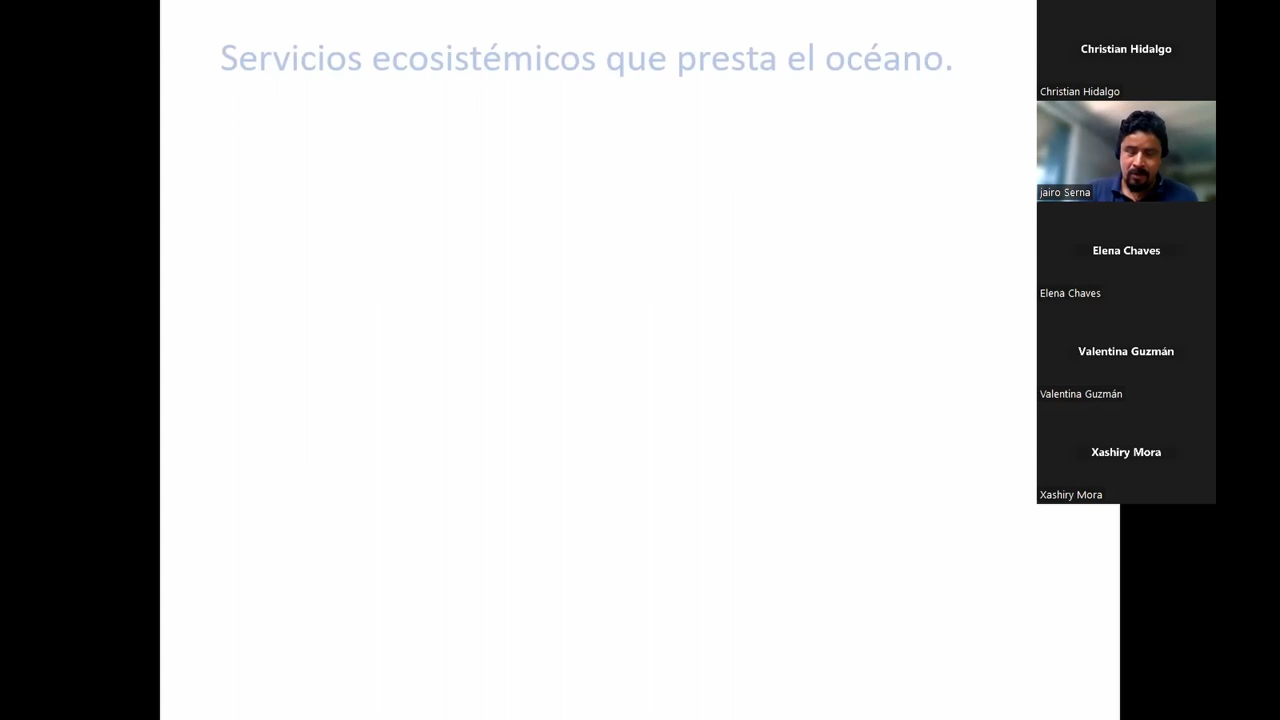 Servicios ecosistémicos que presta el océano.
Christian Hidalgo
Christian Hidalgo
jairo Serna
Elena Chaves
Elena Chaves
Valentina Guzmán
Valentina Guzmán
Xashiry Mora
Xashiry Mora